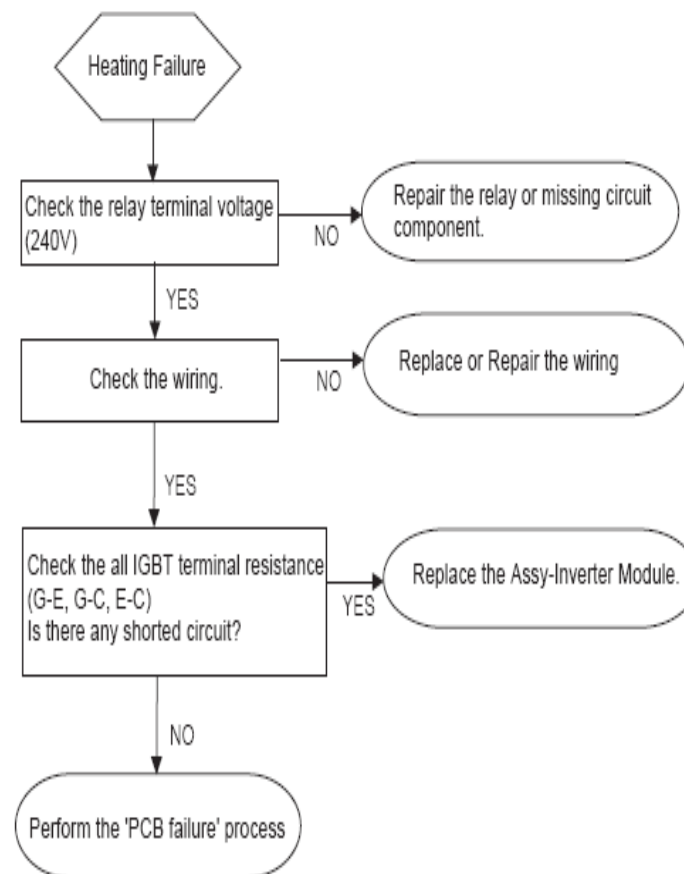 Heating Failure
Check the relay terminal voltage
(240V)
NO
Repair the relay or missing circuit
component.
YES
Check the wiring.
NO
Replace or Repair the wiring
YES
Check the all IGBT terminal resistance
(G-E, G-C, E-C)
Is there any shorted circuit?
YES
Replace the Assy-Inverter Module.
NO
Perform the 'PCB failure' process